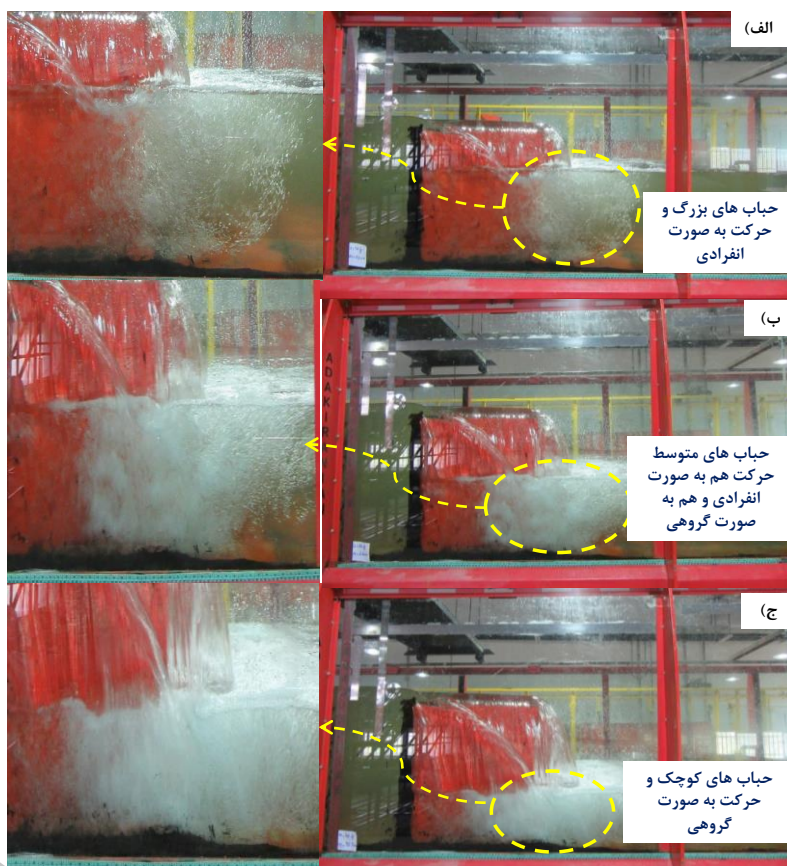 الف)
حباب های بزرگ و
حرکت به صورت
انفرادی
ب)
ADAKIR
حباب های متوسط
حرکت هم به صورت
انفرادی و هم به
صورت گروهی
ج)
حباب های کوچک و
حرکت به صورت
گروهی